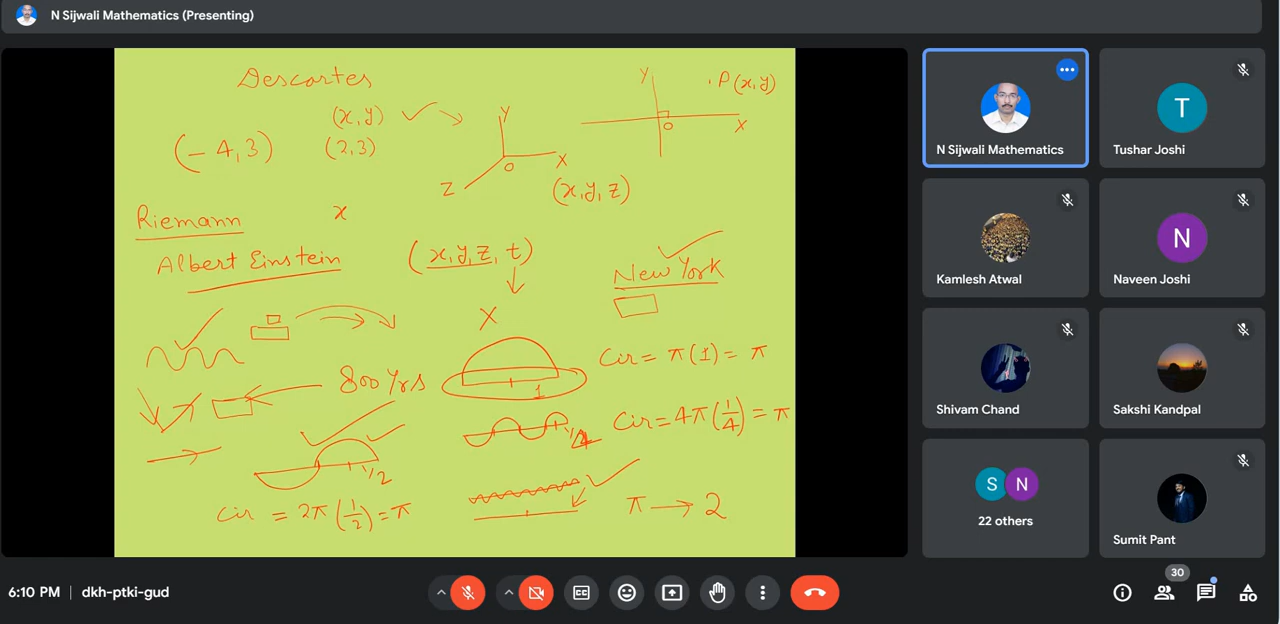 N Sijwali Mathematics (Presenting)
Descartes
Y
P(x,y)
O
X
(x,y)
(-4,3)
(2,3)
Y
O
X
Z
(x,y,z)
Riemann
x
Albert Einstein
(x,y,z,t)
New York
X
800 Yrs
1
Cir = π(1) = π
1/4
Cir = 4π(1/4) = π
1/2
Cir = 2π(1/2) = π
π → 2
N Sijwali Mathematics
T
Tushar Joshi
Kamlesh Atwal
N
Naveen Joshi
Shivam Chand
Sakshi Kandpal
S N
22 others
Sumit Pant
6:10 PM | dkh-ptki-gud
CC
30